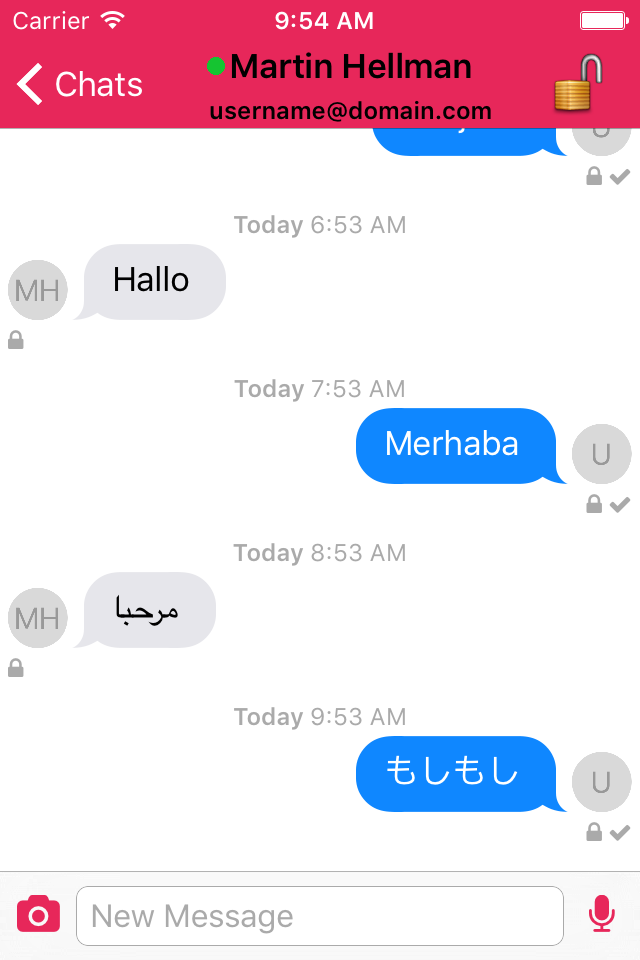 Carrier 9:54 AM
Chats
Martin Hellman
username@domain.com
U
Today 6:53 AM
MH
Hallo
Today 7:53 AM
Merhaba
U
Today 8:53 AM
MH
مرحبا
Today 9:53 AM
もしもし
U
New Message